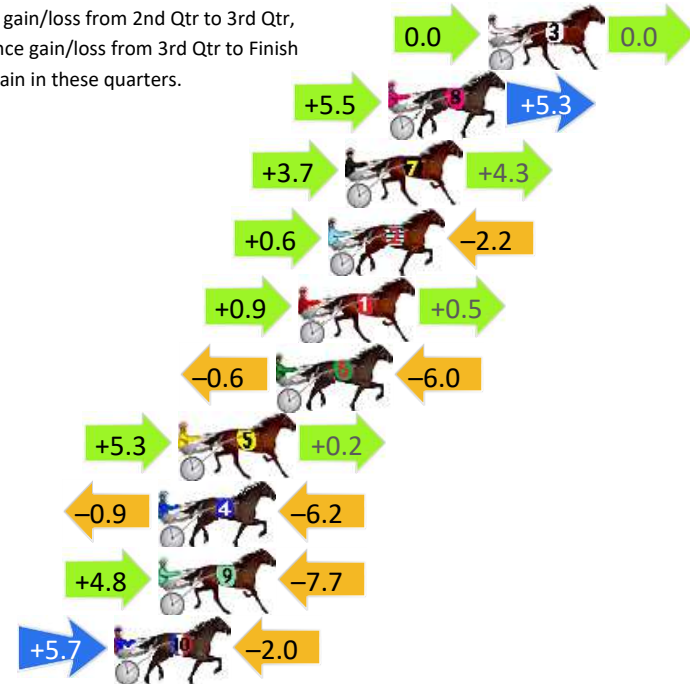 gain/loss from 2nd Qtr to 3rd Qtr,
nce gain/loss from 3rd Qtr to Finish
ain in these quarters.
0.0 3 0.0
+5.5 8 +5.3
+3.7 7 +4.3
+0.6 2 –2.2
+0.9 1 +0.5
–0.6 6 –6.0
+5.3 5 +0.2
–0.9 4 –6.2
+4.8 9 –7.7
+5.7 10 –2.0